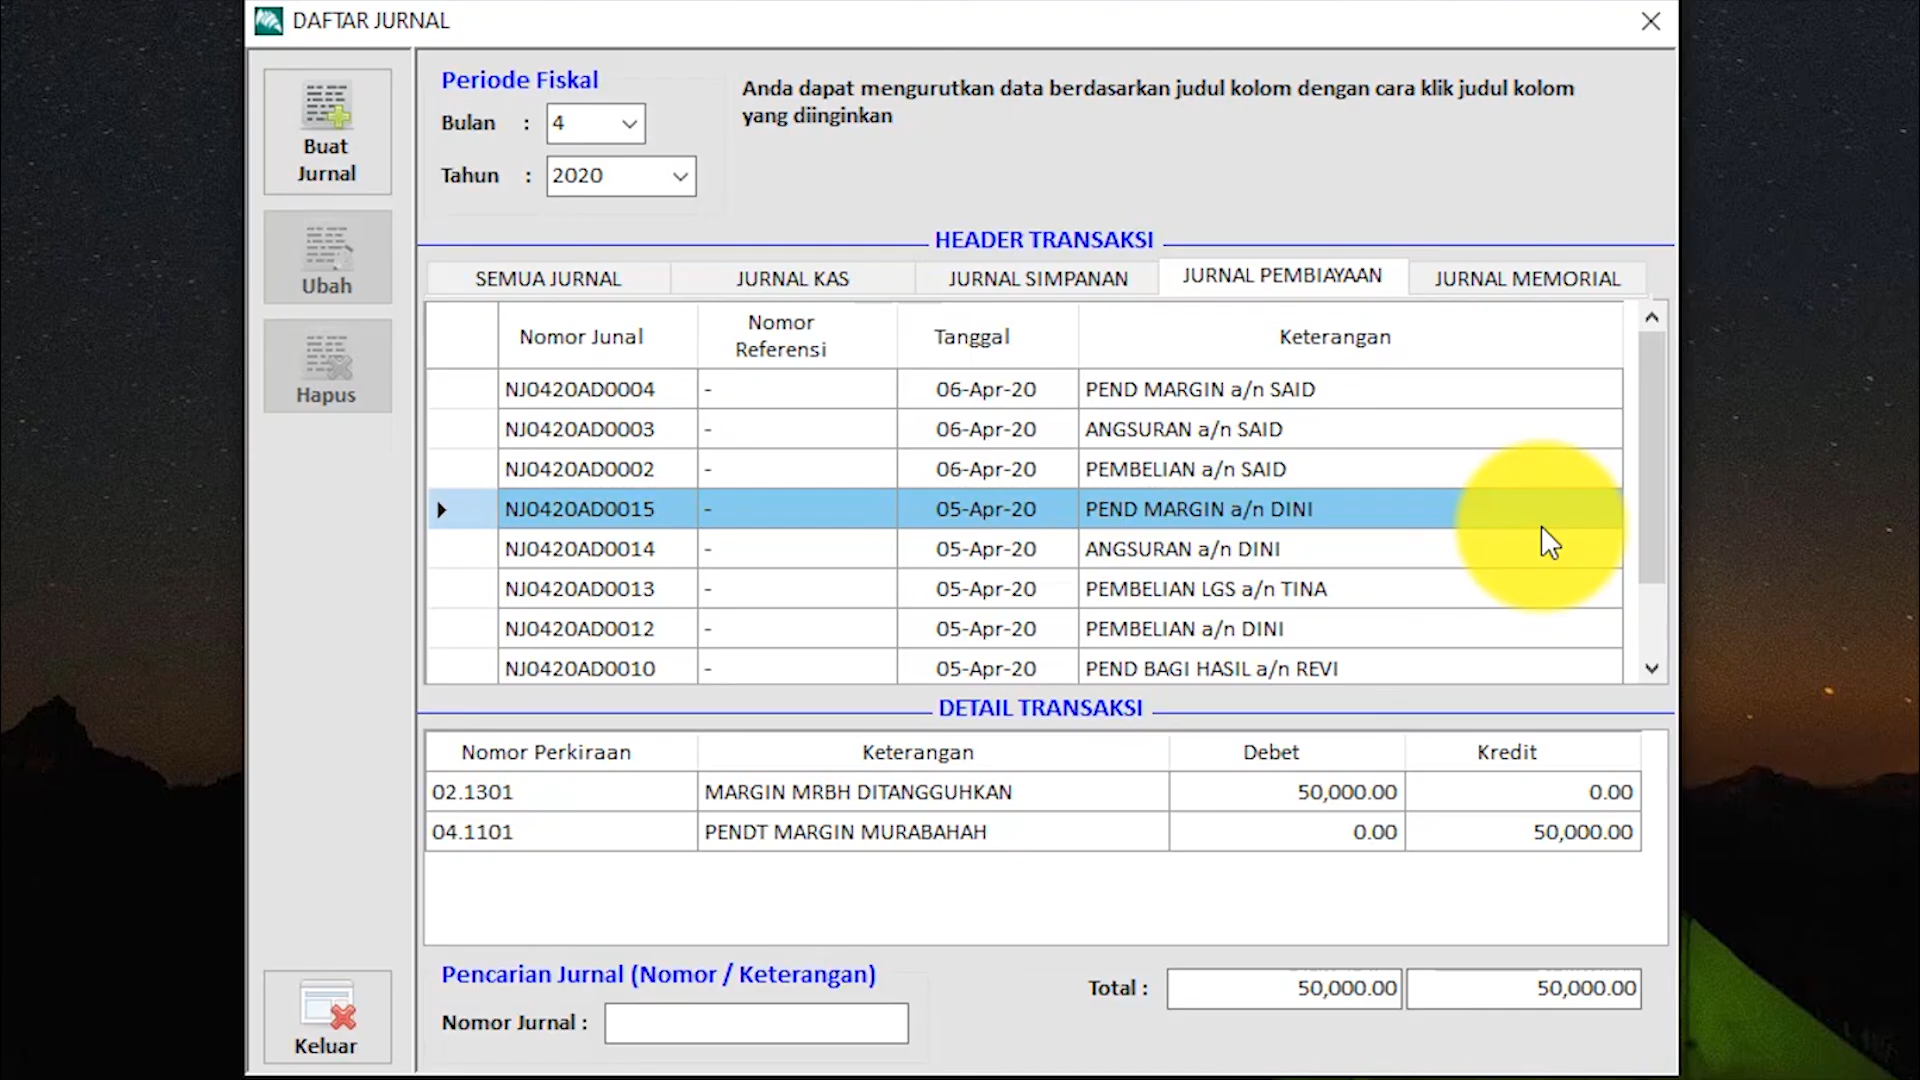 DAFTAR JURNAL
Buat
Jurnal
Ubah
Hapus
Keluar
Periode Fiskal
Bulan : 4
Tahun : 2020
Anda dapat mengurutkan data berdasarkan judul kolom dengan cara klik judul kolom
yang diinginkan
HEADER TRANSAKSI
SEMUA JURNAL JURNAL KAS JURNAL SIMPANAN JURNAL PEMBIAYAAN JURNAL MEMORIAL
Nomor Junal Nomor Referensi Tanggal Keterangan
NJ0420AD0004 - 06-Apr-20 PEND MARGIN a/n SAID
NJ0420AD0003 - 06-Apr-20 ANGSURAN a/n SAID
NJ0420AD0002 - 06-Apr-20 PEMBELIAN a/n SAID
NJ0420AD0015 - 05-Apr-20 PEND MARGIN a/n DINI
NJ0420AD0014 - 05-Apr-20 ANGSURAN a/n DINI
NJ0420AD0013 - 05-Apr-20 PEMBELIAN LGS a/n TINA
NJ0420AD0012 - 05-Apr-20 PEMBELIAN a/n DINI
NJ0420AD0010 - 05-Apr-20 PEND BAGI HASIL a/n REVI
DETAIL TRANSAKSI
Nomor Perkiraan Keterangan Debet Kredit
02.1301 MARGIN MRBH DITANGGUHKAN 50,000.00 0.00
04.1101 PENDT MARGIN MURABAHAH 0.00 50,000.00
Pencarian Jurnal (Nomor / Keterangan)
Nomor Jurnal :
Total : 50,000.00 50,000.00